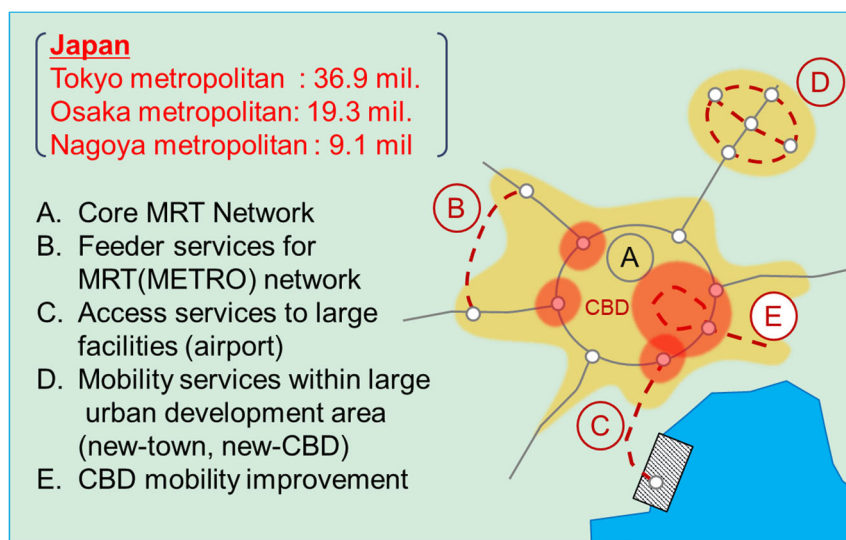 Japan
Tokyo metropolitan : 36.9 mil.
Osaka metropolitan: 19.3 mil.
Nagoya metropolitan : 9.1 mil
A. Core MRT Network
B. Feeder services for
MRT(METRO) network
C. Access services to large
facilities (airport)
D. Mobility services within large
urban development area
(new-town, new-CBD)
E. CBD mobility improvement
D
B
A
CBD
E
C